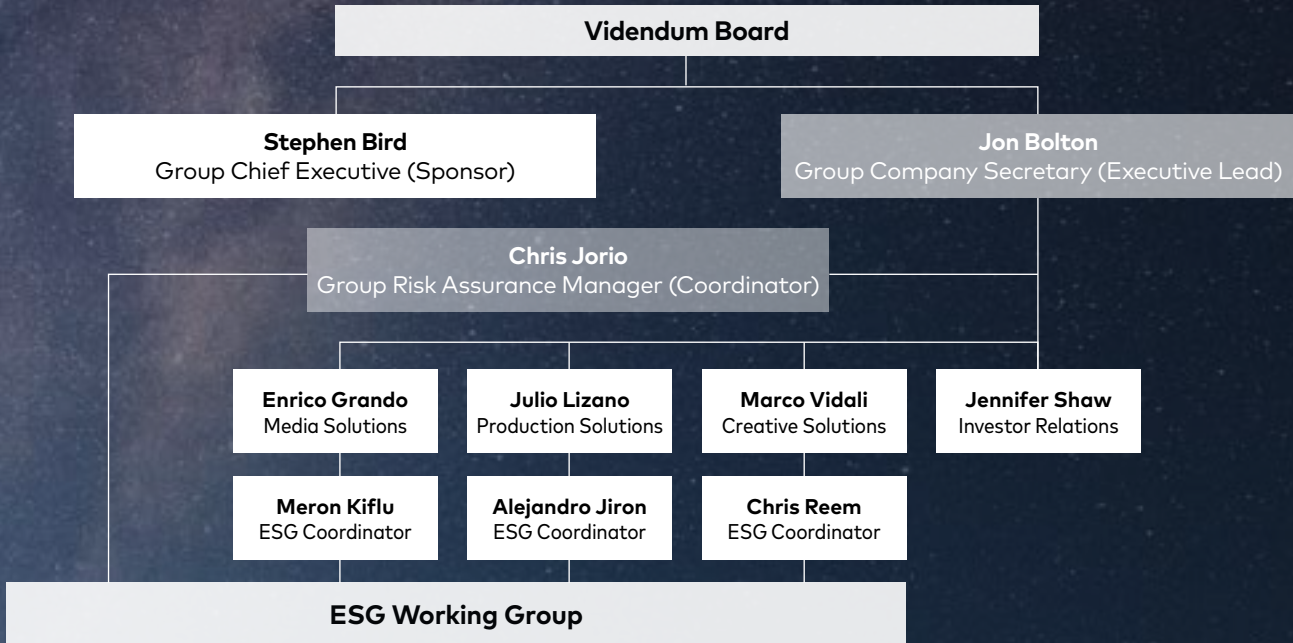 Videndum Board
Stephen Bird
Group Chief Executive (Sponsor)
Jon Bolton
Group Company Secretary (Executive Lead)
Chris Jorio
Group Risk Assurance Manager (Coordinator)
Enrico Grando
Media Solutions
Julio Lizano
Production Solutions
Marco Vidali
Creative Solutions
Jennifer Shaw
Investor Relations
Meron Kiflu
ESG Coordinator
Alejandro Jiron
ESG Coordinator
Chris Reem
ESG Coordinator
ESG Working Group